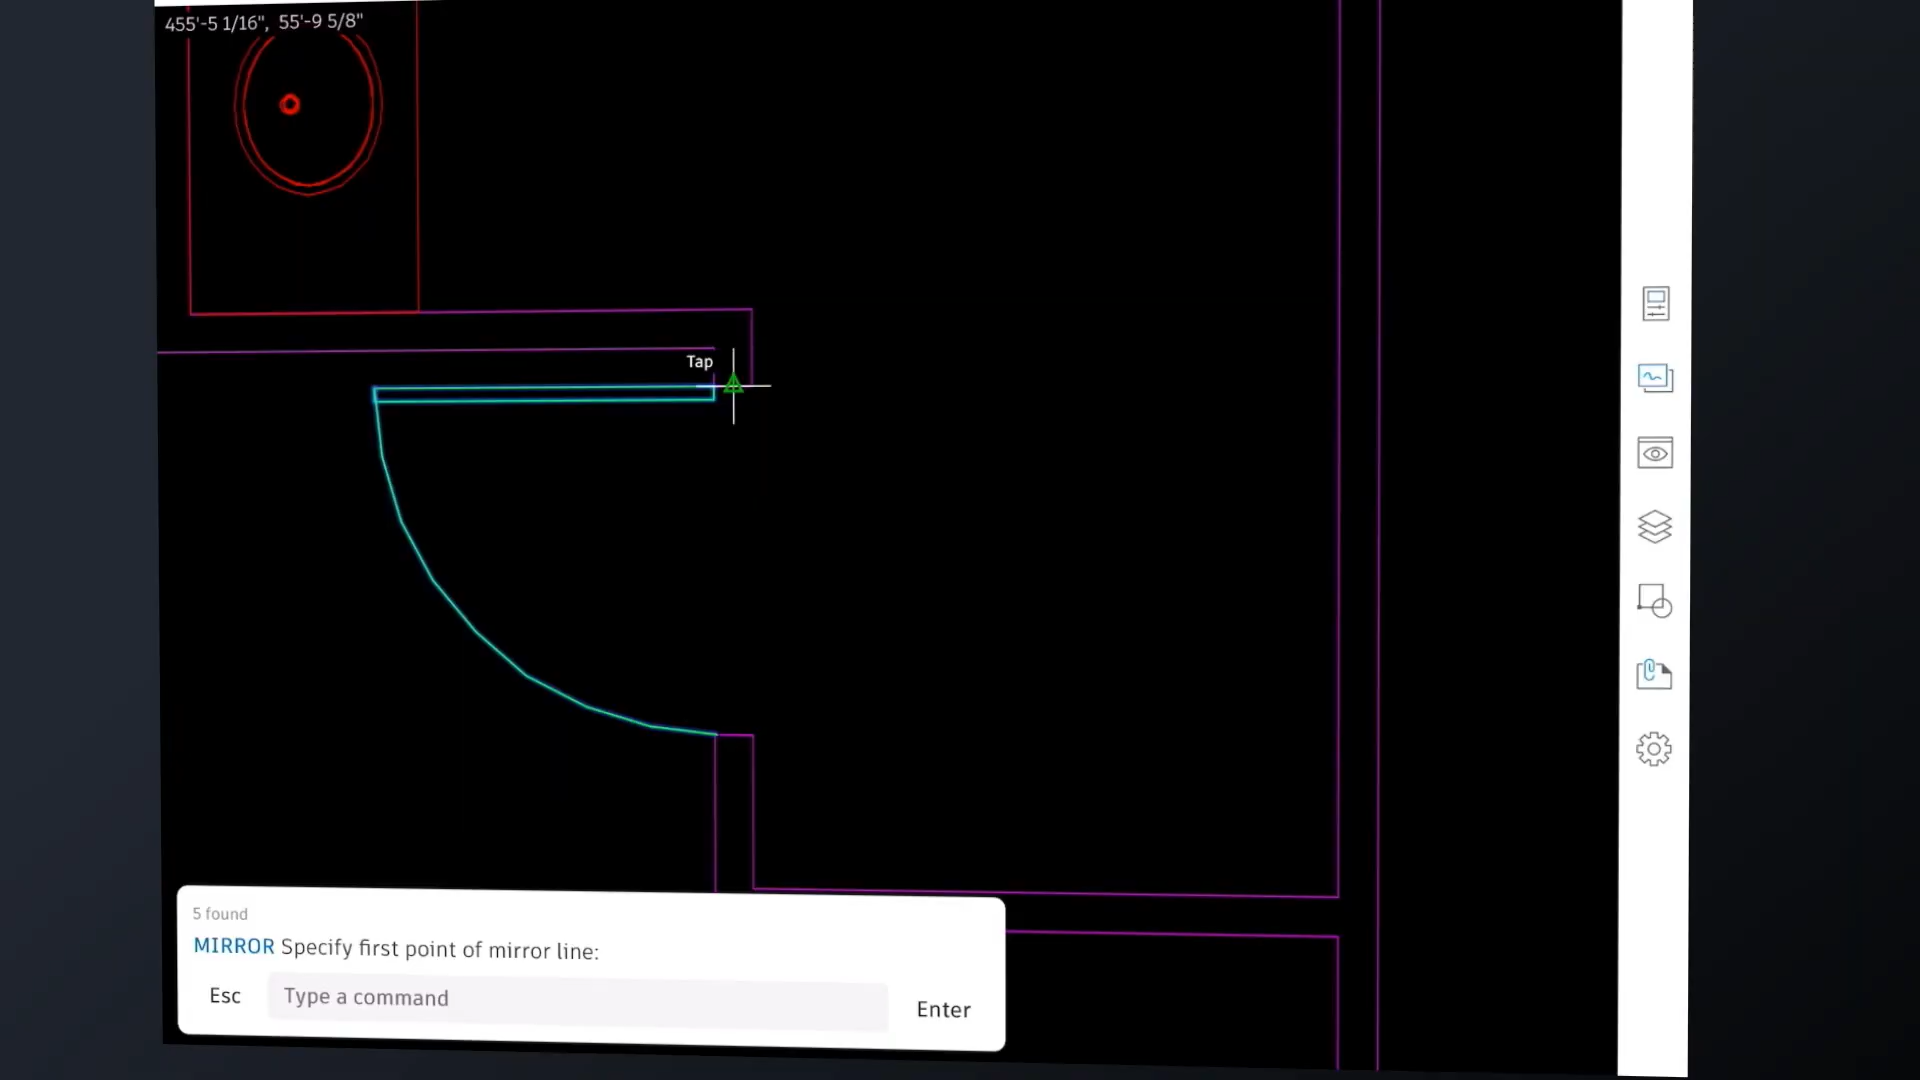 455'-5 1/16", 55'-9 5/8"
Tap
5 found
MIRROR Specify first point of mirror line:
Esc
Type a command
Enter